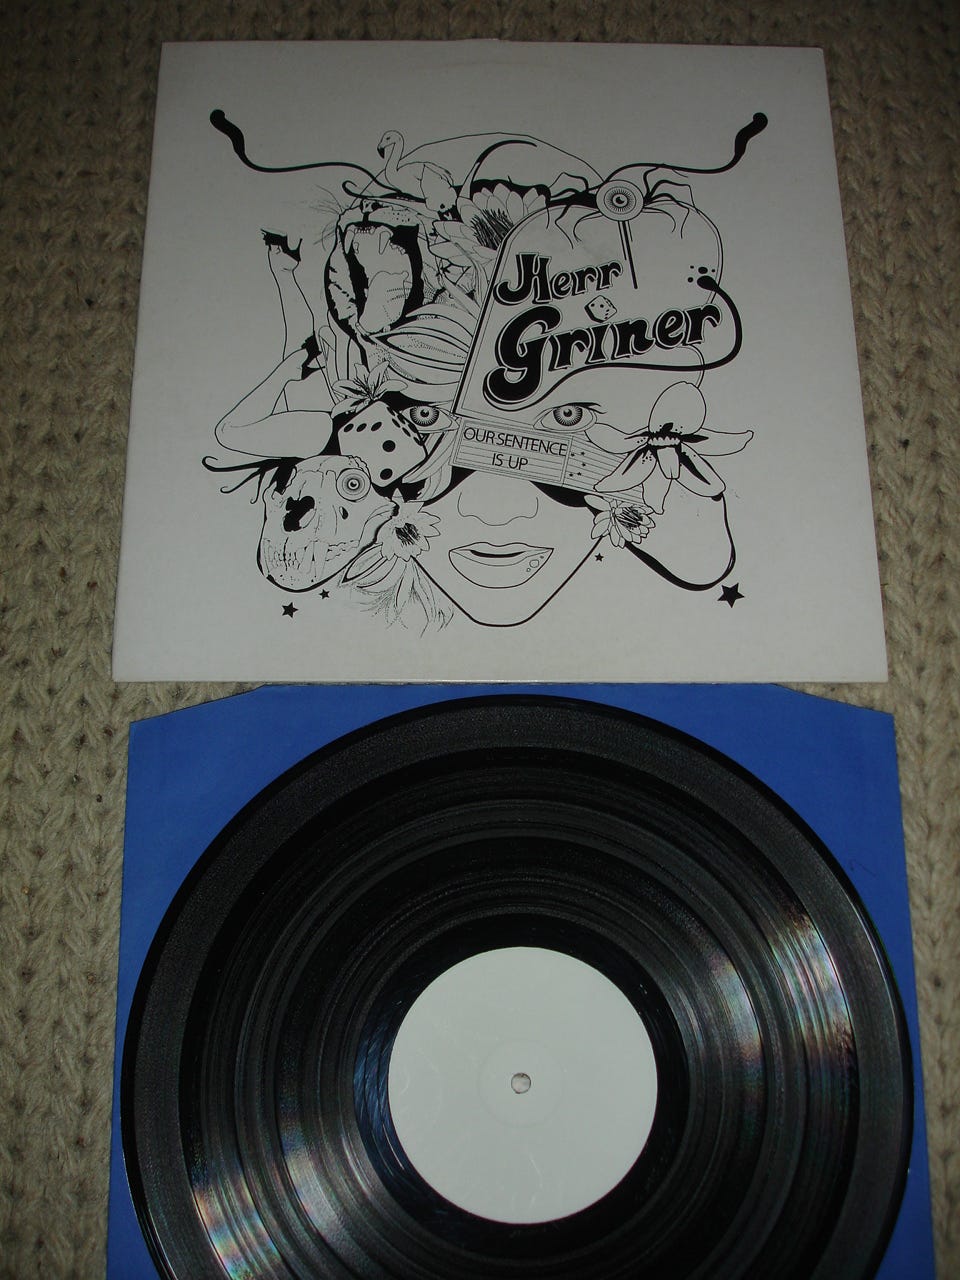 Herr
Griner
OUR SENTENCE
IS UP